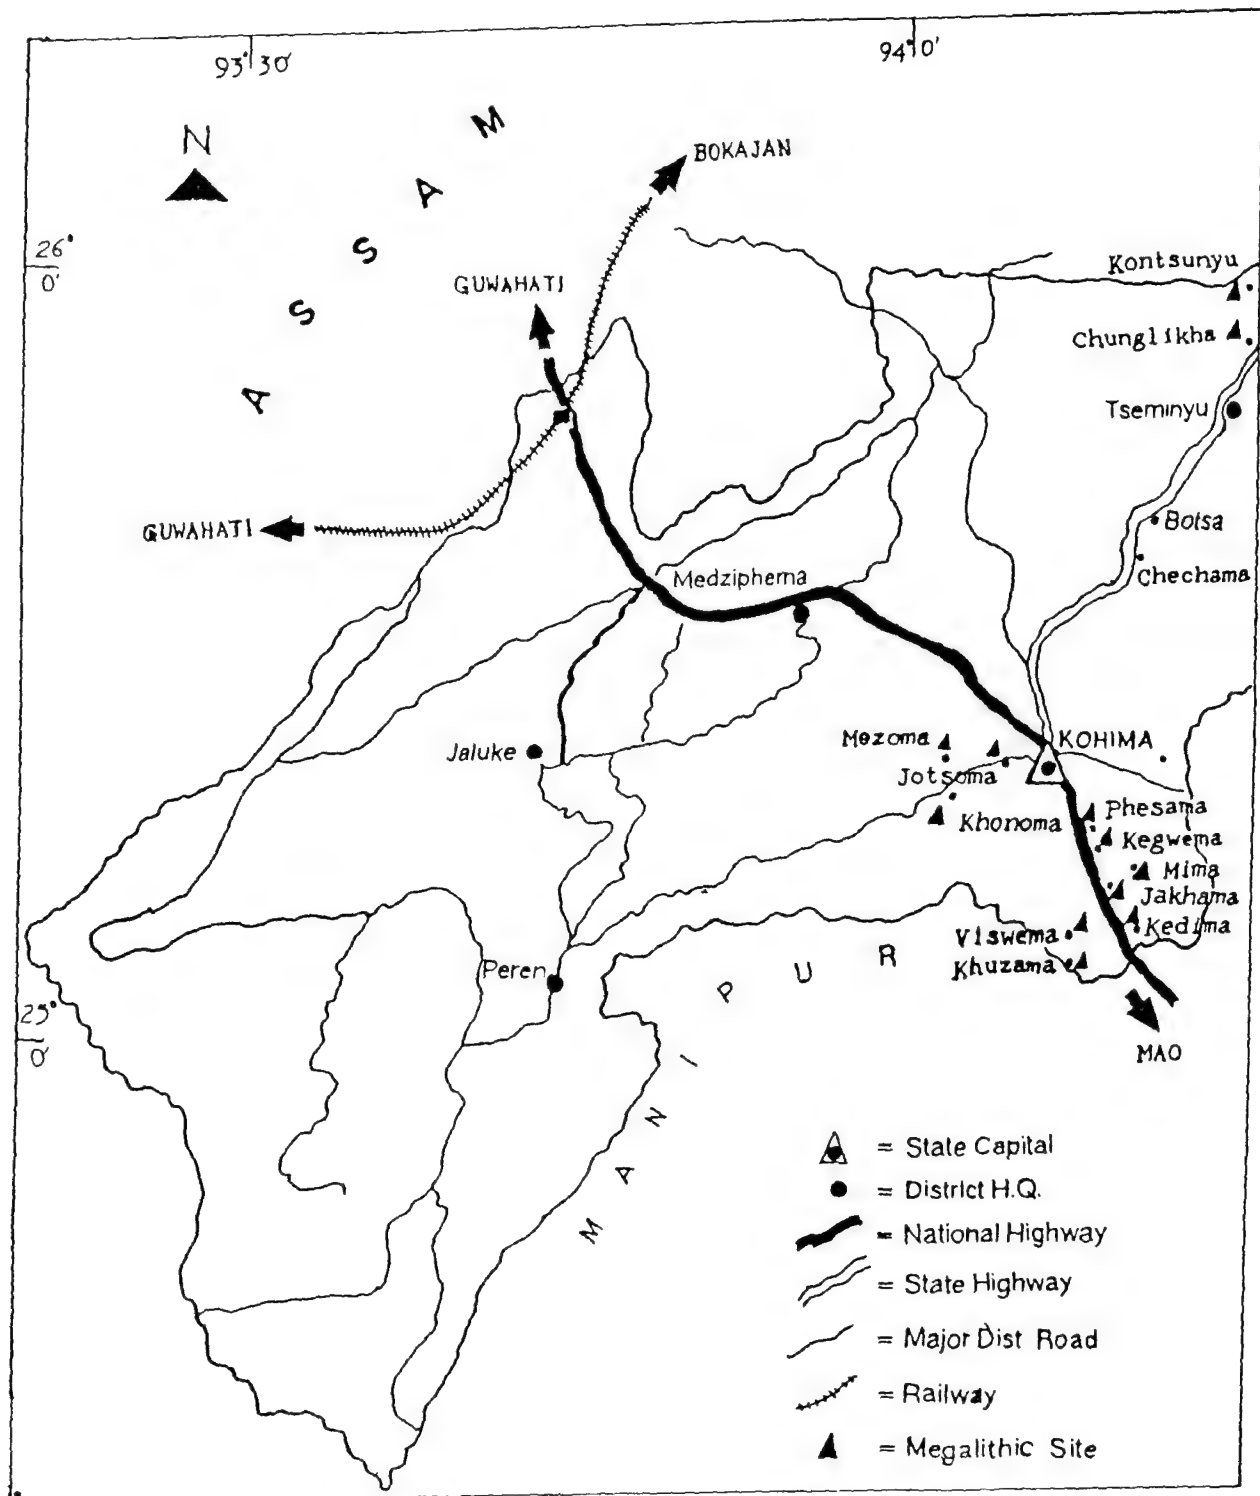 93°30'
94°0'
N
ASSAM
BOKAJAN
26°
0'
GUWAHATI
Kontsunyu
Chunglikha
Tseminyu
GUWAHATI
Botsa
Chechama
Medziphema
Mezoma
KOHIMA
Jaluke
Jotsoma
Khonoma
Phesama
Kegwema
Mima
Jakhama
Kedima
Viswema
Khuzama
Peren
MANIPUR
25°
0'
MAO
= State Capital
= District H.Q.
= National Highway
= State Highway
= Major Dist Road
= Railway
= Megalithic Site